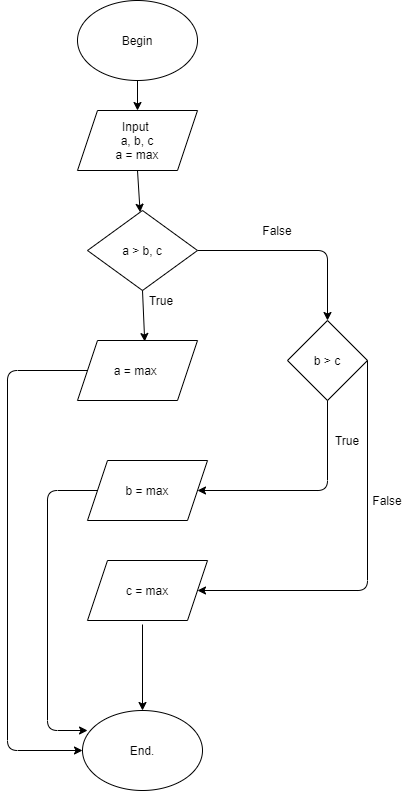 Begin
Input
a, b, c
a = max
a > b, c
False
True
b > c
a = max
True
b = max
False
c = max
End.